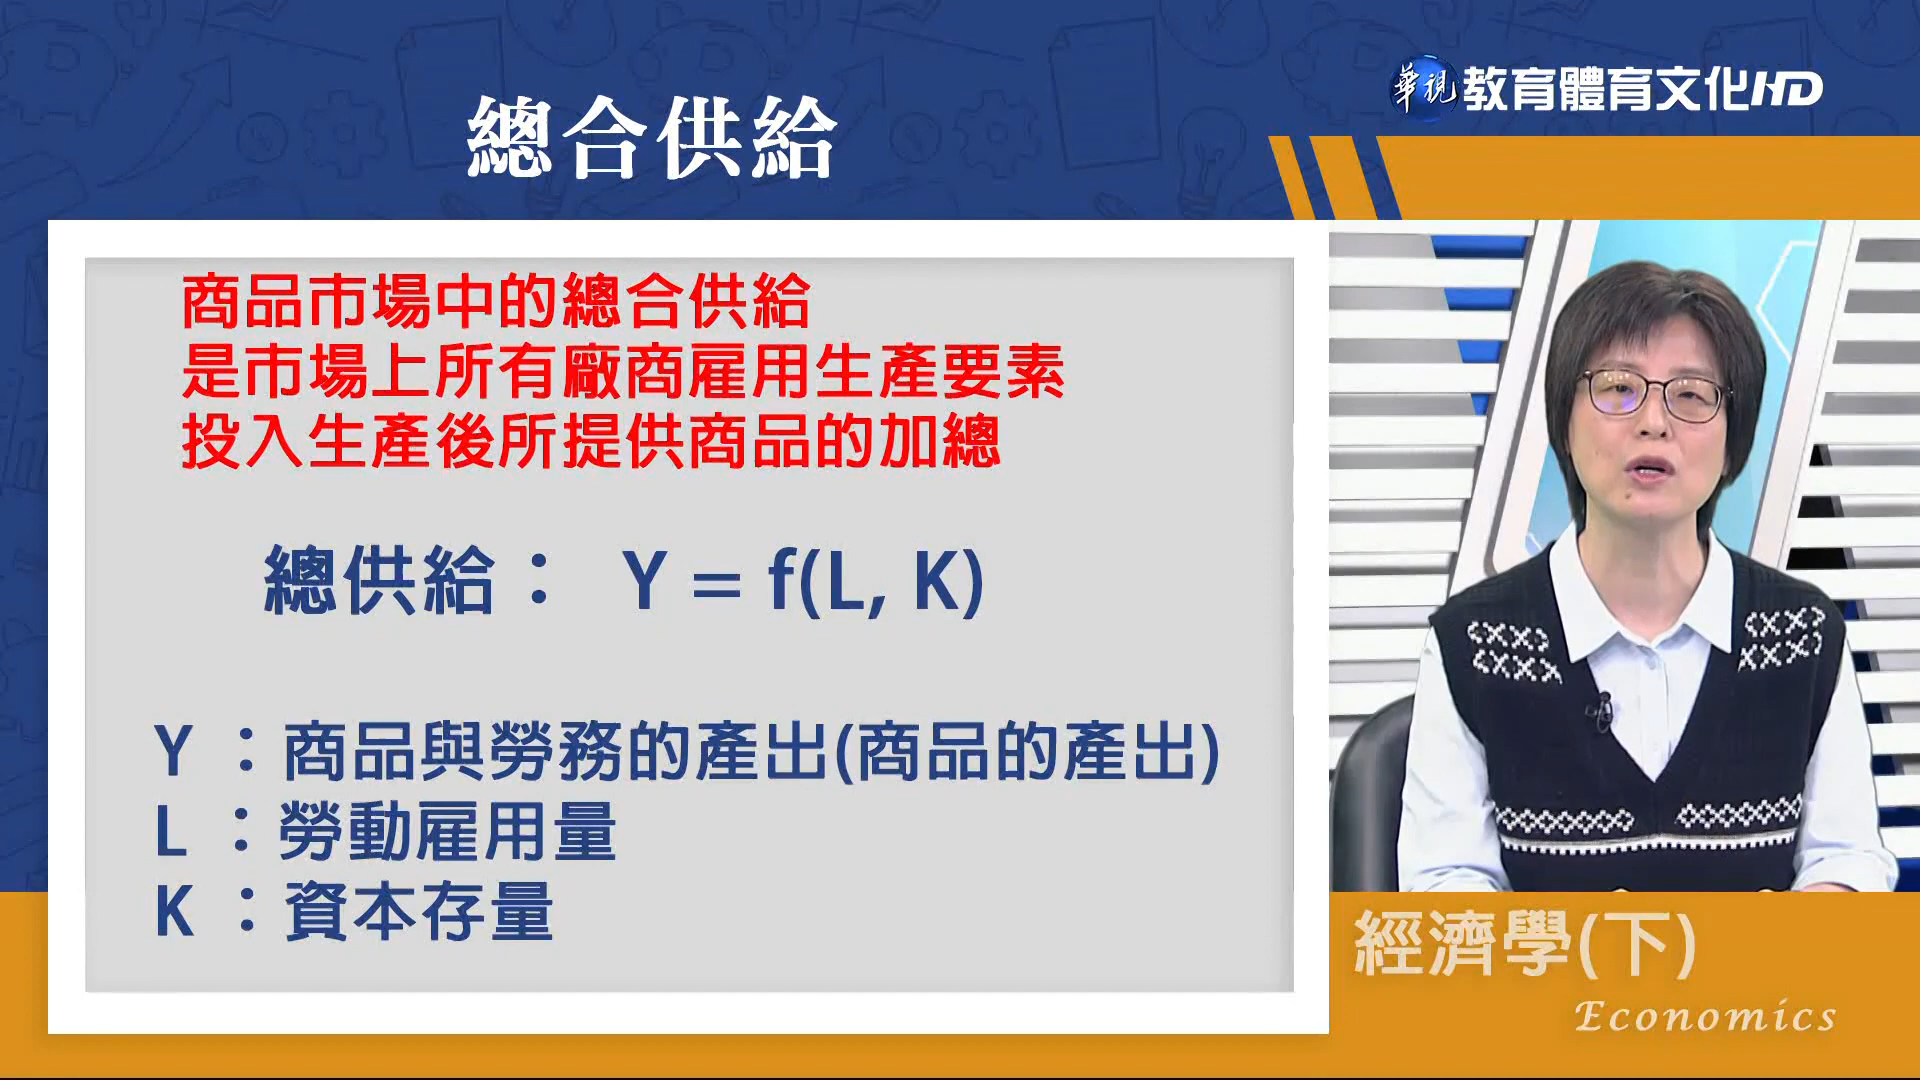 總合供給
華視 教育體育文化HD
商品市場中的總合供給
是市場上所有廠商雇用生產要素
投入生產後所提供商品的加總
總供給： Y = f(L, K)
Y ：商品與勞務的產出(商品的產出)
L ：勞動雇用量
K ：資本存量
經濟學(下)
Economics